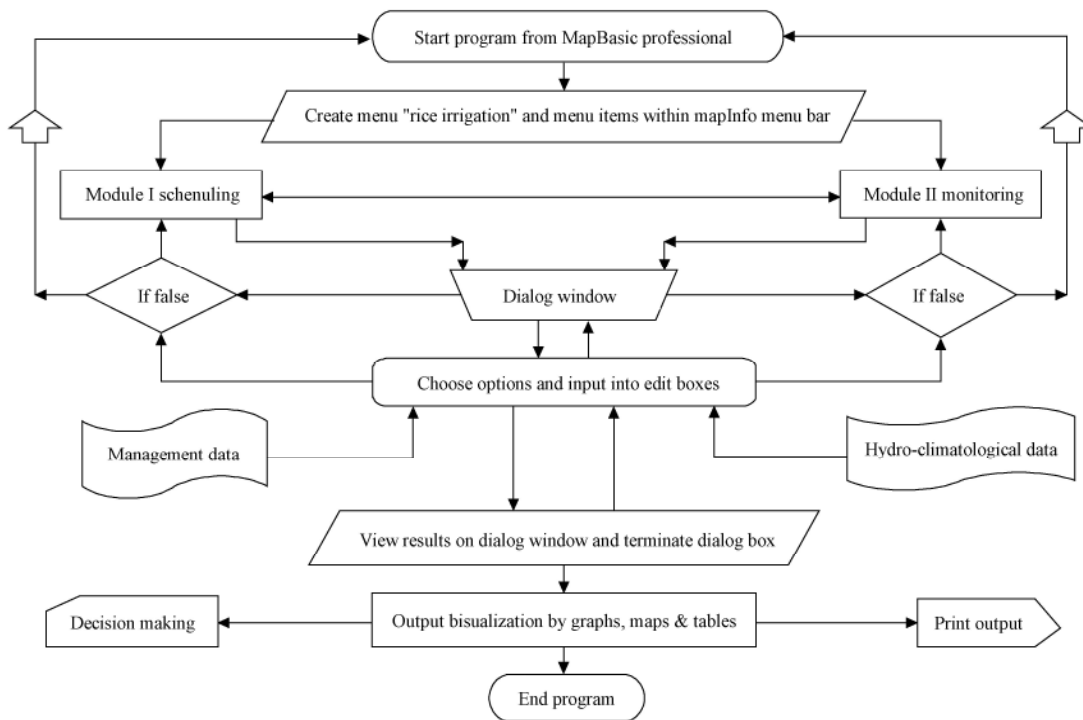 Start program from MapBasic professional
Create menu "rice irrigation" and menu items within mapInfo menu bar
Module I schenuling
Module II monitoring
If false
Dialog window
If false
Choose options and input into edit boxes
Management data
Hydro-climatological data
View results on dialog window and terminate dialog box
Decision making
Output bisualization by graphs, maps & tables
Print output
End program